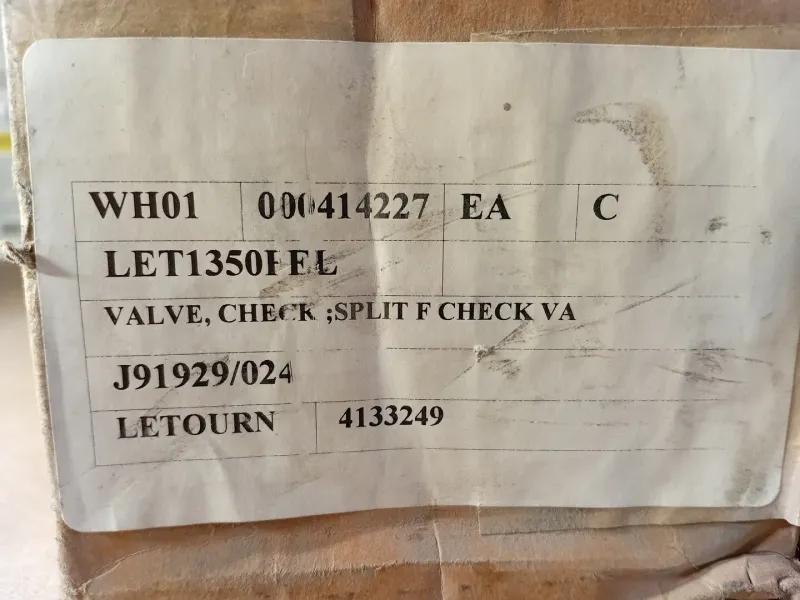 WH01 000414227 EA C
LET1350FEL
VALVE, CHECK ;SPLIT F CHECK VA
J91929/024
LETOURN 4133249